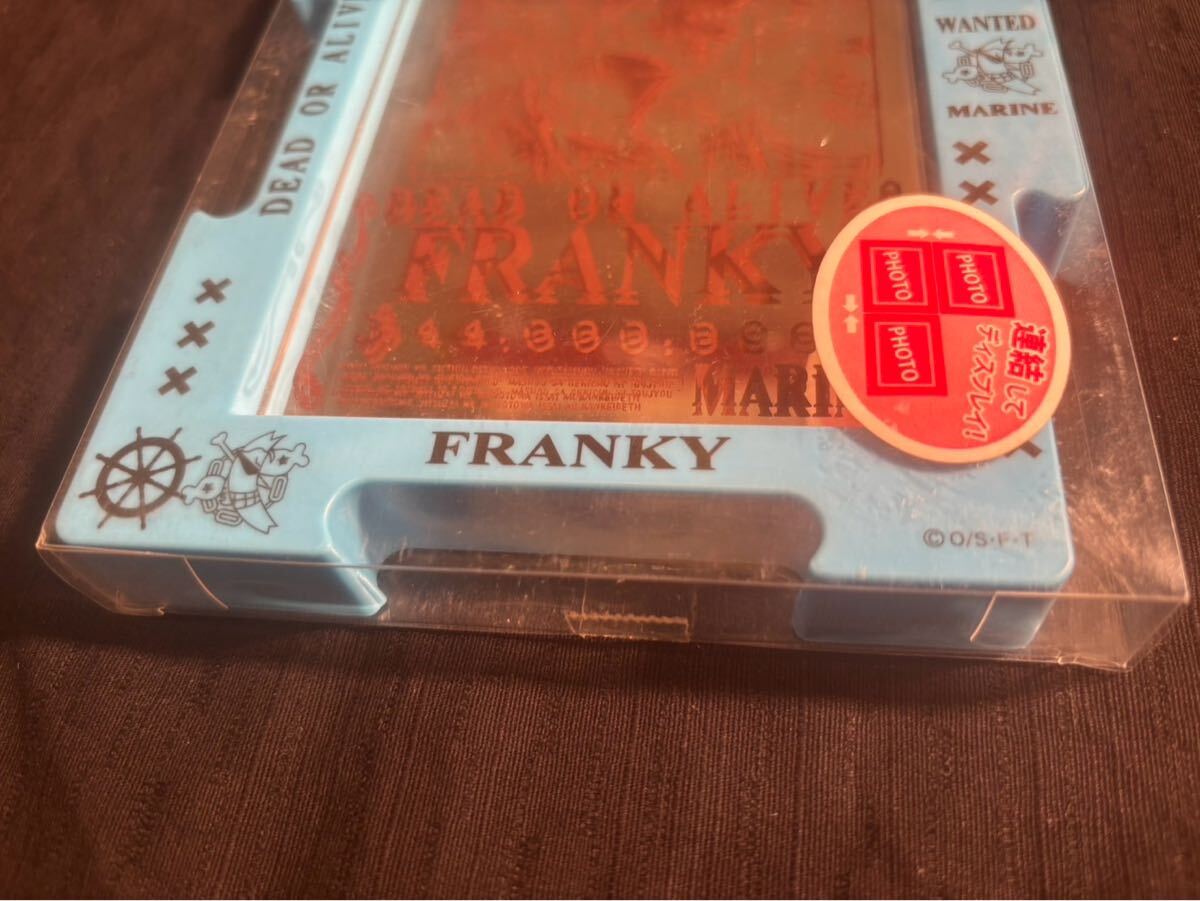 DEAD OR ALIVE
WANTED
MARINE
DEAD OR ALIVE
FRANKY
FRANKY
MARIN
PHOTO
PHOTO
PHOTO
連結して
ディスプレイ!
©O/S・F・T